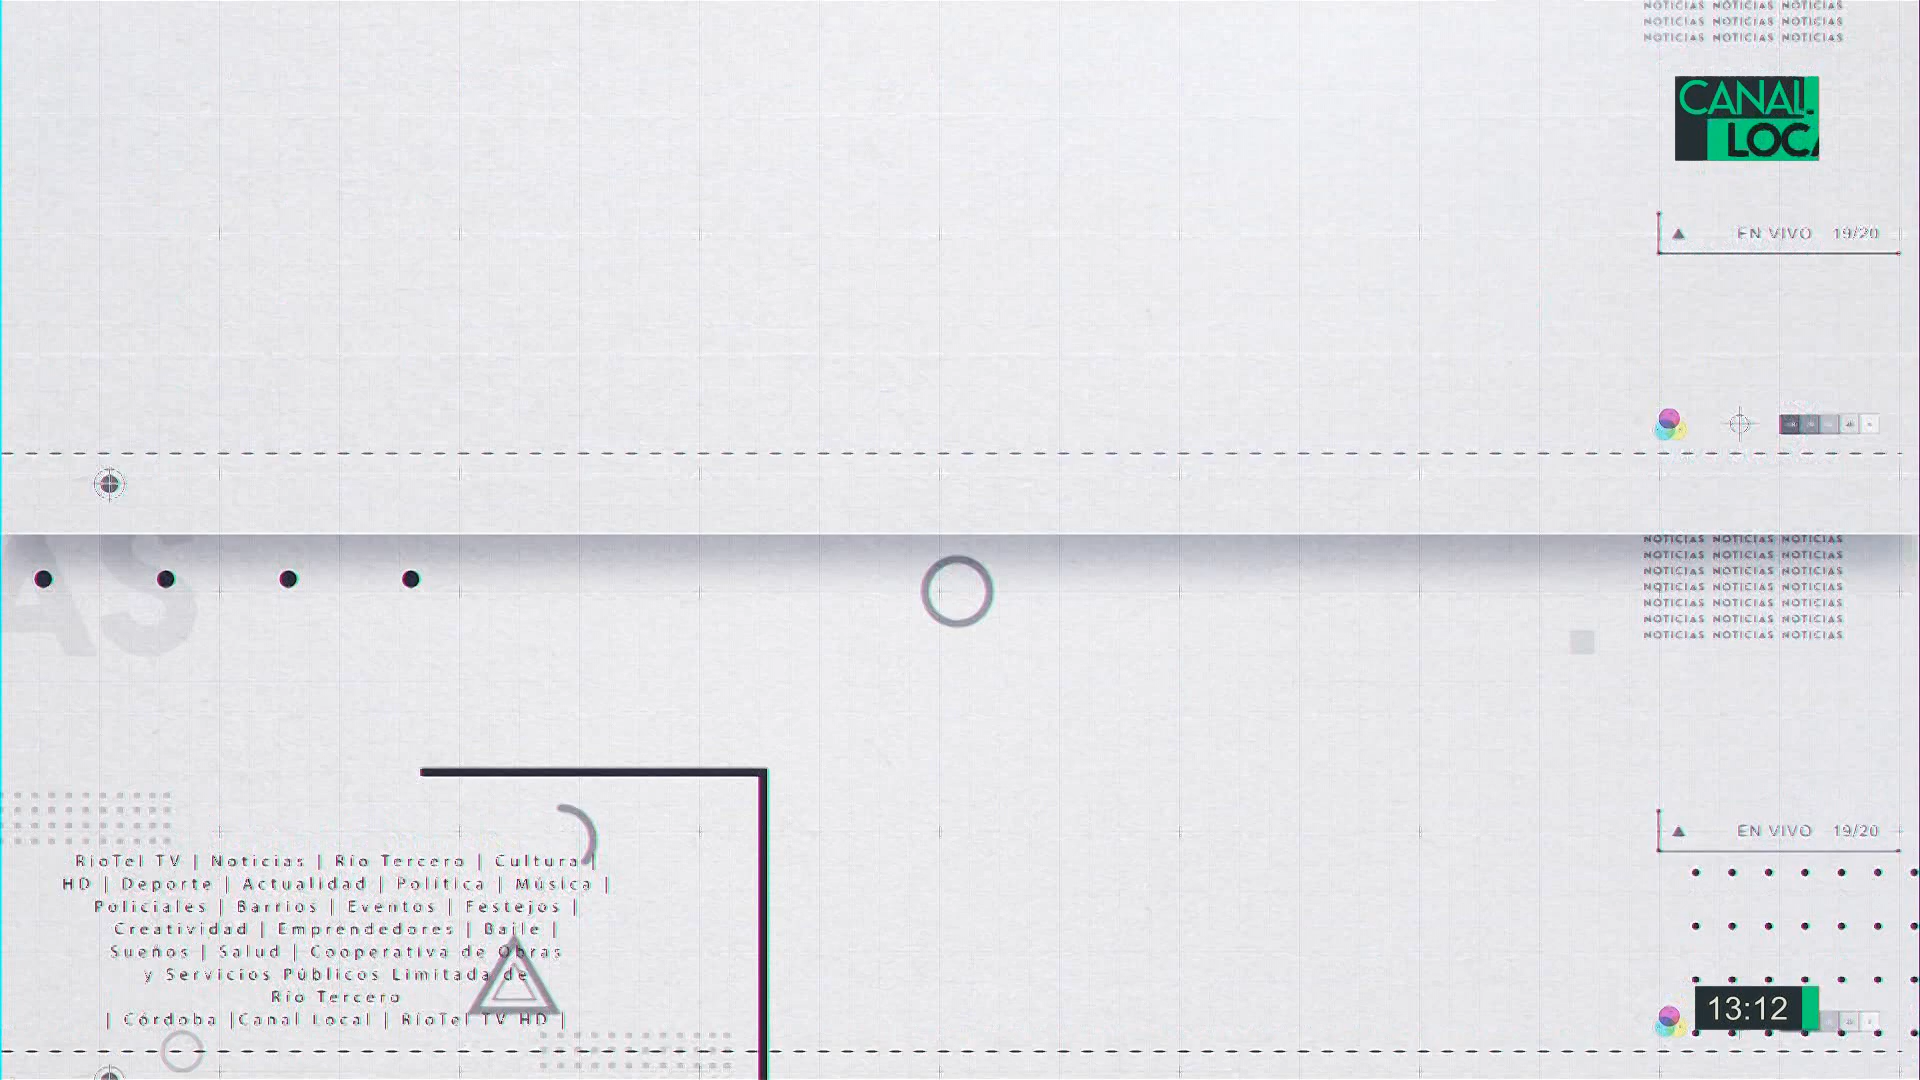 NOTICIAS NOTICIAS NOTICIAS
NOTICIAS NOTICIAS NOTICIAS
NOTICIAS NOTICIAS NOTICIAS
CANAL
LOCA
EN VIVO 19/20
AS
NOTICIAS NOTICIAS NOTICIAS
NOTICIAS NOTICIAS NOTICIAS
NOTICIAS NOTICIAS NOTICIAS
NOTICIAS NOTICIAS NOTICIAS
NOTICIAS NOTICIAS NOTICIAS
NOTICIAS NOTICIAS NOTICIAS
NOTICIAS NOTICIAS NOTICIAS
EN VIVO 19/20
RioTel TV | Noticias | Río Tercero | Cultura |
HD | Deporte | Actualidad | Política | Música |
Policiales | Barrios | Eventos | Festejos |
Creatividad | Emprendedores | Baile |
Sueños | Salud | Cooperativa de Obras
y Servicios Públicos Limitada de
Río Tercero
| Córdoba |Canal Local | RioTel TV HD |
13:12